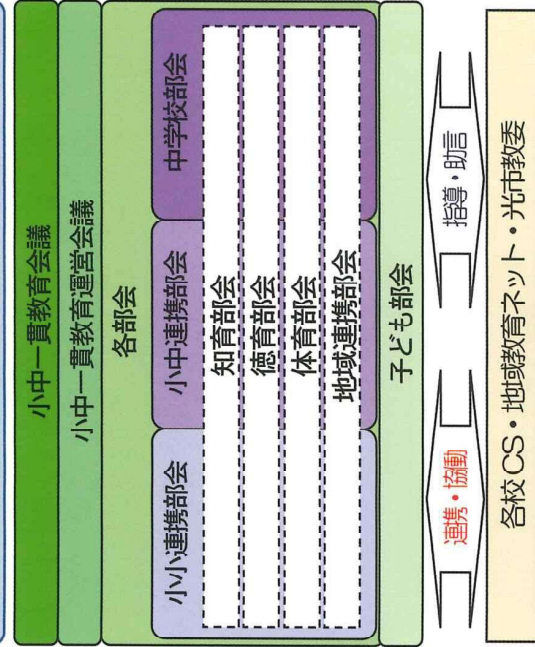 小中一貫教育会議
小中一貫教育運営会議
各部会
小小連携部会 小中連携部会 中学校部会
知育部会
徳育部会
体育部会
地域連携部会
子ども部会
連携・協働 指導・助言
各校CS・地域教育ネット・光市教委